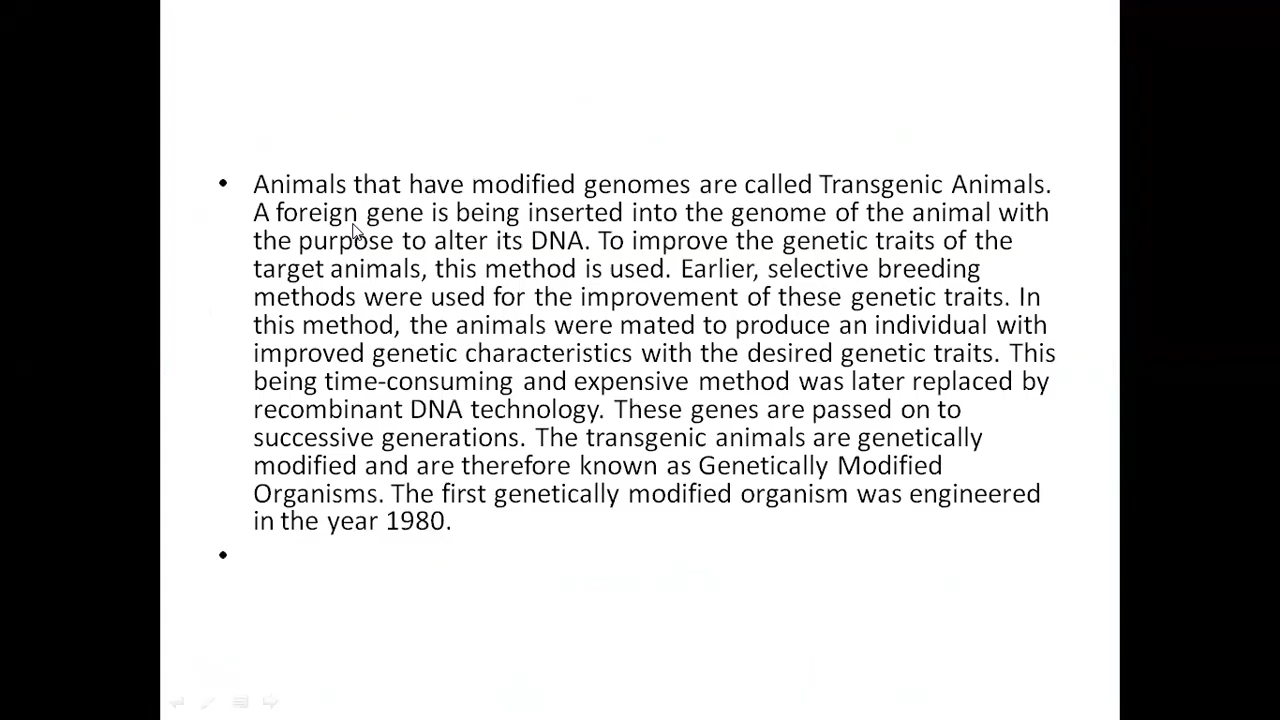 • Animals that have modified genomes are called Transgenic Animals.
A foreign gene is being inserted into the genome of the animal with
the purpose to alter its DNA. To improve the genetic traits of the
target animals, this method is used. Earlier, selective breeding
methods were used for the improvement of these genetic traits. In
this method, the animals were mated to produce an individual with
improved genetic characteristics with the desired genetic traits. This
being time-consuming and expensive method was later replaced by
recombinant DNA technology. These genes are passed on to
successive generations. The transgenic animals are genetically
modified and are therefore known as Genetically Modified
Organisms. The first genetically modified organism was engineered
in the year 1980.
•